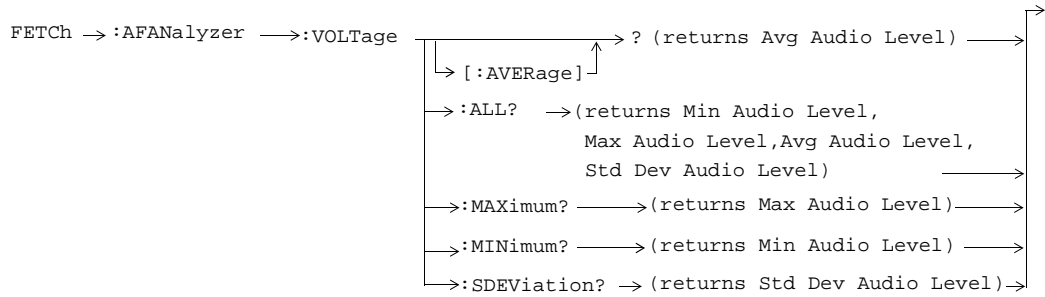 FETCh :AFANalyzer :VOLTage ? (returns Avg Audio Level)
[:AVERage]
:ALL? (returns Min Audio Level,
Max Audio Level,Avg Audio Level,
Std Dev Audio Level)
:MAXimum? (returns Max Audio Level)
:MINimum? (returns Min Audio Level)
:SDEViation? (returns Std Dev Audio Level)